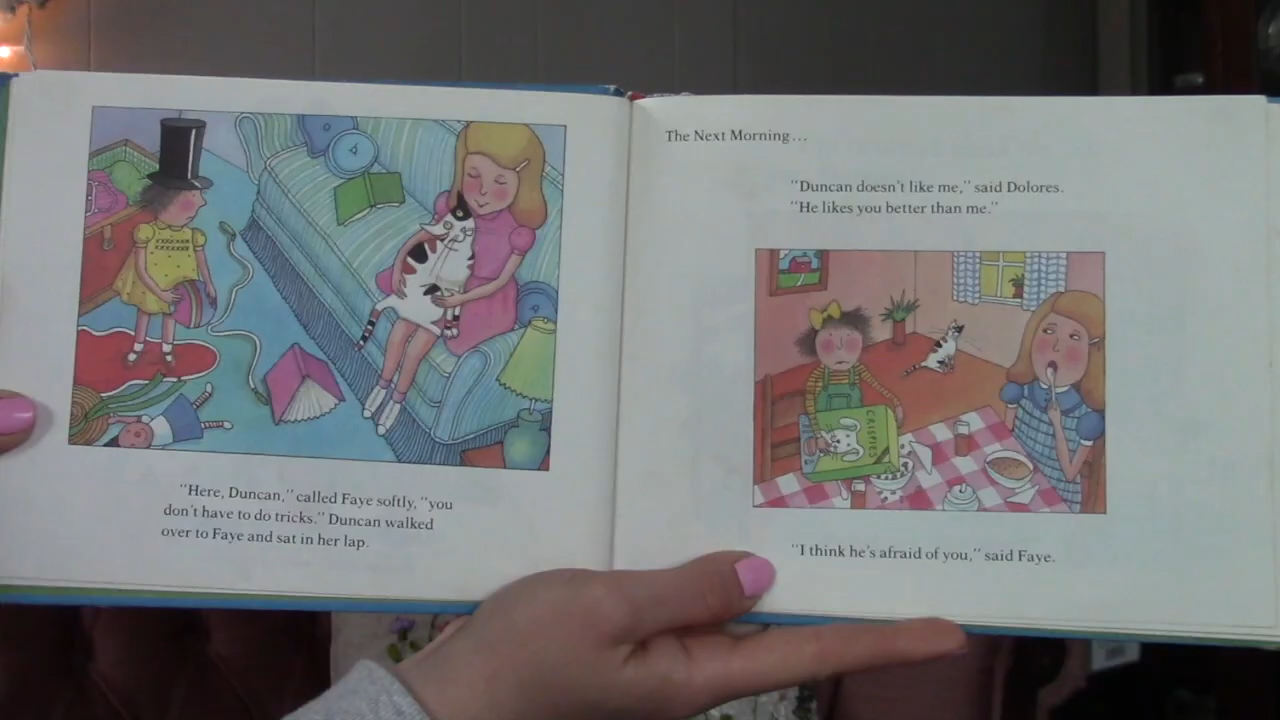 "Here, Duncan," called Faye softly, "you
don't have to do tricks." Duncan walked
over to Faye and sat in her lap.
The Next Morning...
"Duncan doesn't like me," said Dolores.
"He likes you better than me."
CRISPIES
"I think he's afraid of you," said Faye.